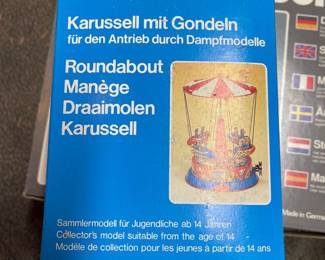 Karussell mit Gondeln
für den Antrieb durch Dampfmodelle
Roundabout
Manège
Draaimolen
Karussell
Sammlermodell für Jugendliche ab 14 Jahren
Collector's model suitable from the age of 14
Modèle de collection pour les jeunes à partir de 14 ans
Made in German